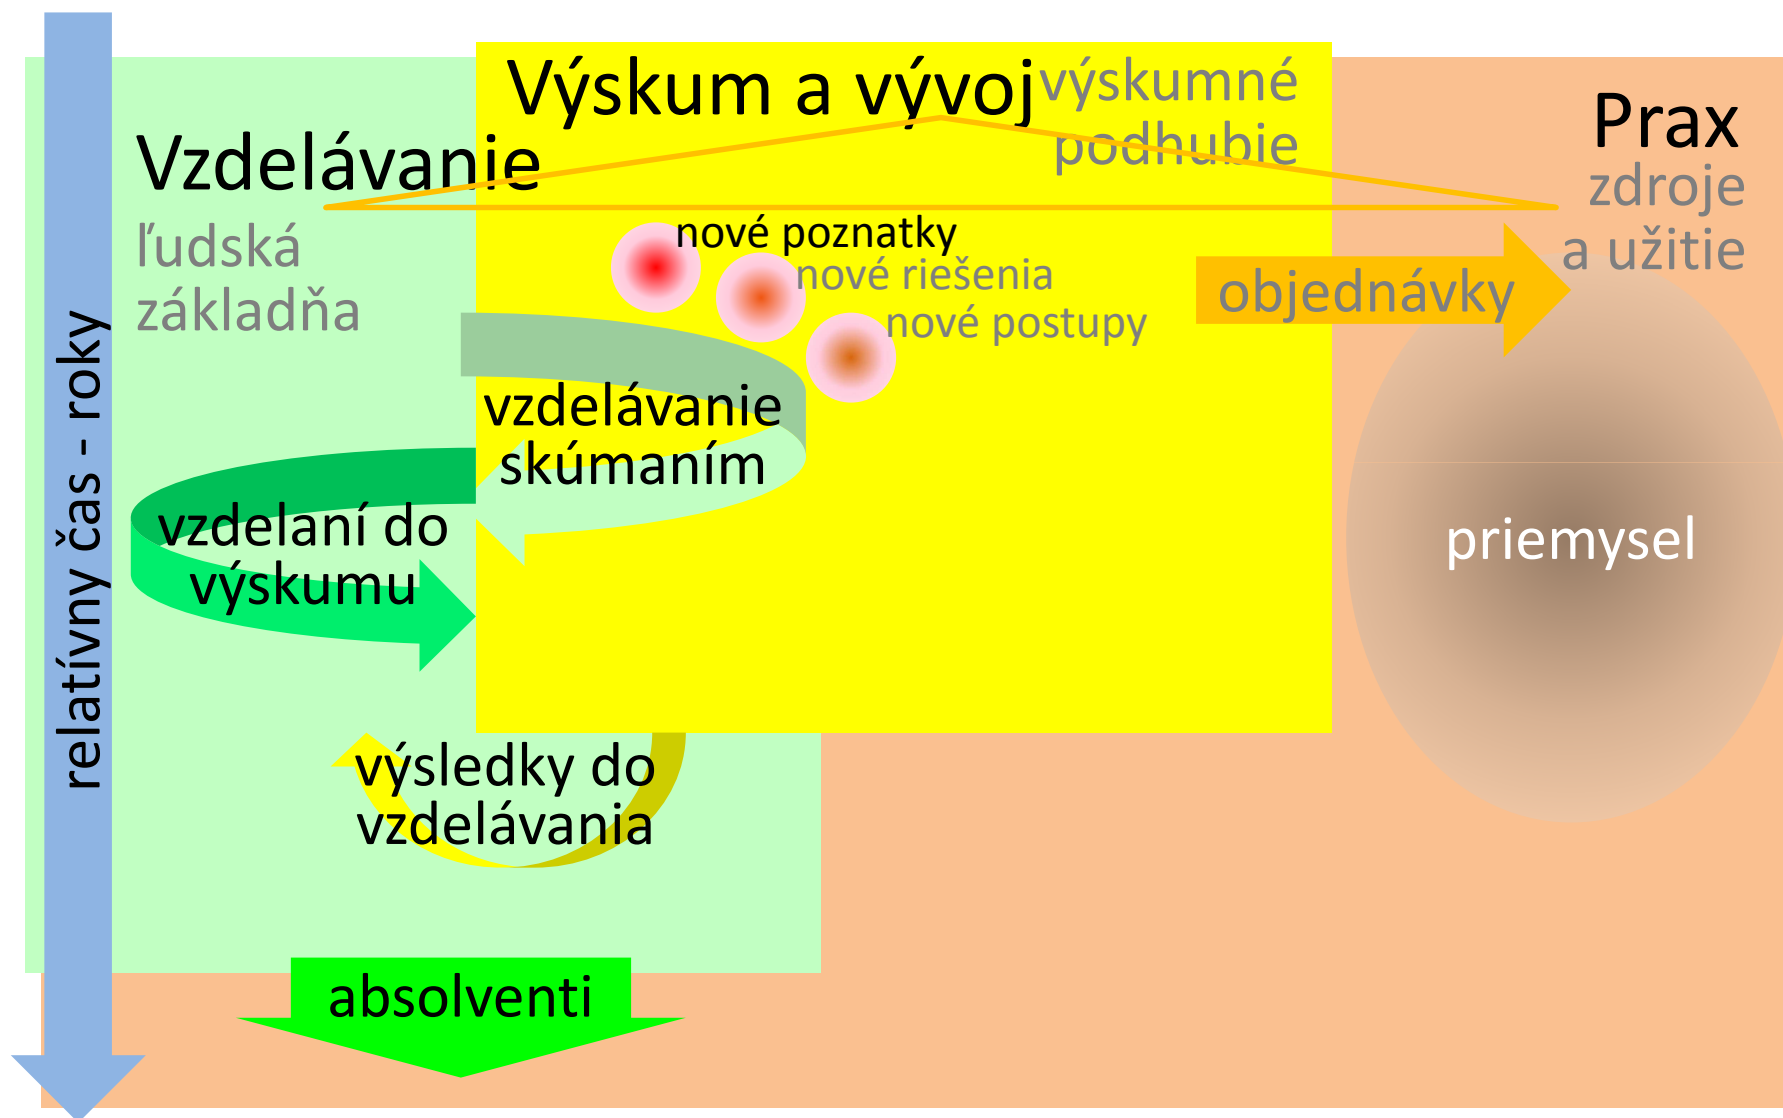 Výskum a vývoj
výskumné
podhubie
Vzdelávanie
ľudská
základňa
Prax
zdroje
a užitie
nové poznatky
nové riešenia
nové postupy
objednávky
vzdelávanie
skúmaním
vzdelaní do
výskumu
priemysel
relatívny čas - roky
výsledky do
vzdelávania
absolventi